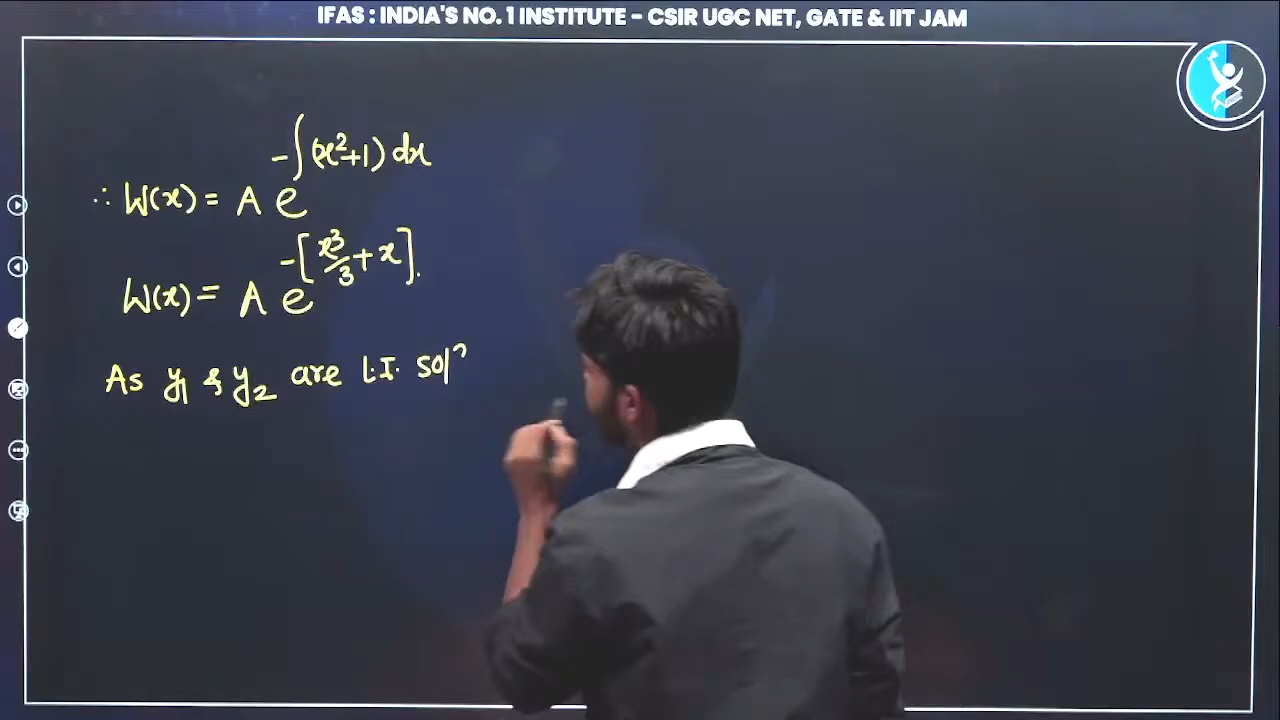 IFAS : INDIA'S NO. 1 INSTITUTE - CSIR UGC NET, GATE & IIT JAM
∴ W(x) = A e^{-∫(x²+1) dx}
W(x) = A e^{-[x³/3 + x]}.
As y₁ & y₂ are L.I. solⁿ